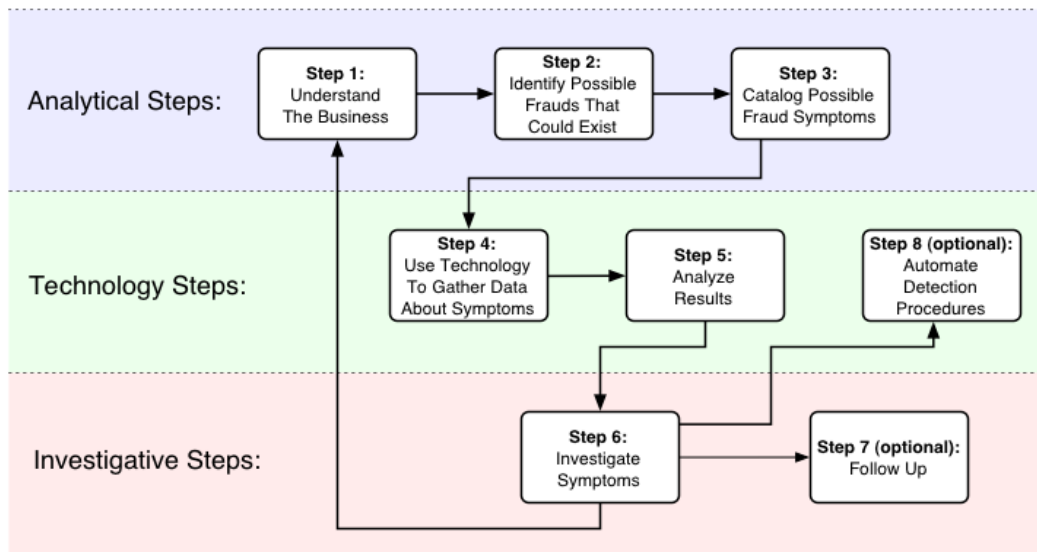 Analytical Steps:
Step 1:
Understand
The Business
Step 2:
Identify Possible
Frauds That
Could Exist
Step 3:
Catalog Possible
Fraud Symptoms
Technology Steps:
Step 4:
Use Technology
To Gather Data
About Symptoms
Step 5:
Analyze
Results
Step 8 (optional):
Automate
Detection
Procedures
Investigative Steps:
Step 6:
Investigate
Symptoms
Step 7 (optional):
Follow Up